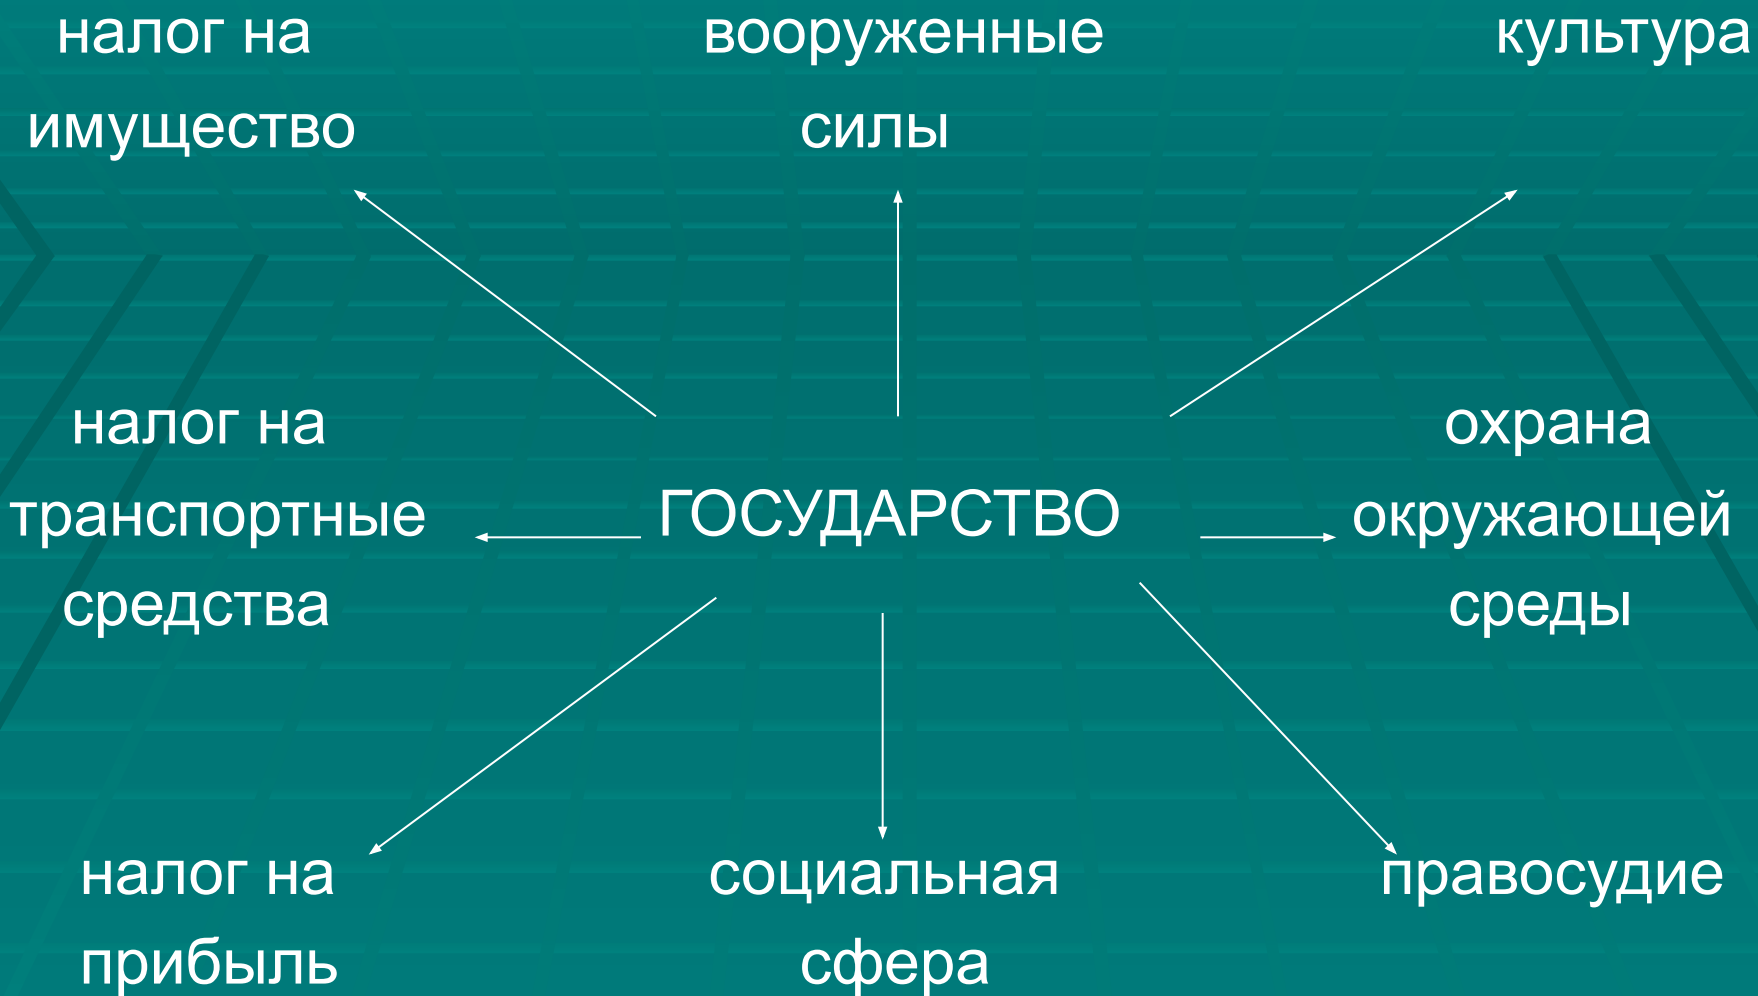 налог на
имущество
вооруженные
силы
культура
налог на
транспортные
средства
ГОСУДАРСТВО
охрана
окружающей
среды
налог на
прибыль
социальная
сфера
правосудие